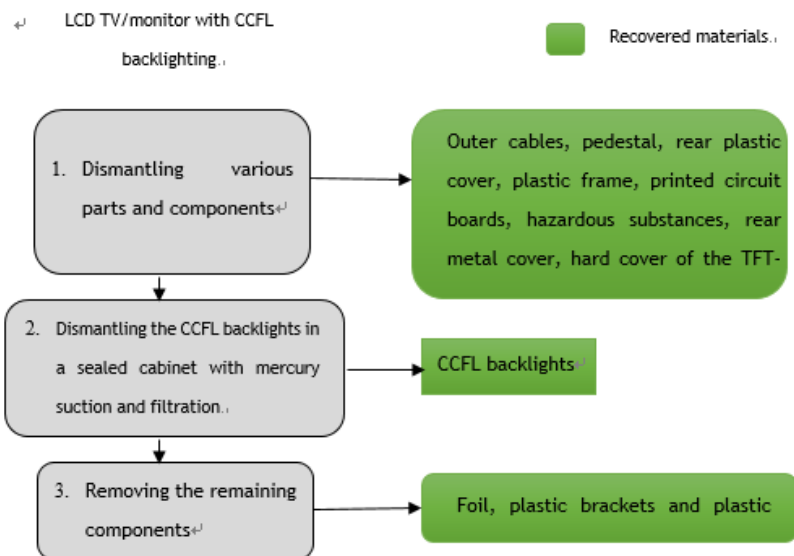 LCD TV/monitor with CCFL
backlighting.
Recovered materials.
1. Dismantling various
parts and components
Outer cables, pedestal, rear plastic
cover, plastic frame, printed circuit
boards, hazardous substances, rear
metal cover, hard cover of the TFT-
2. Dismantling the CCFL backlights in
a sealed cabinet with mercury
suction and filtration.
CCFL backlights
3. Removing the remaining
components
Foil, plastic brackets and plastic